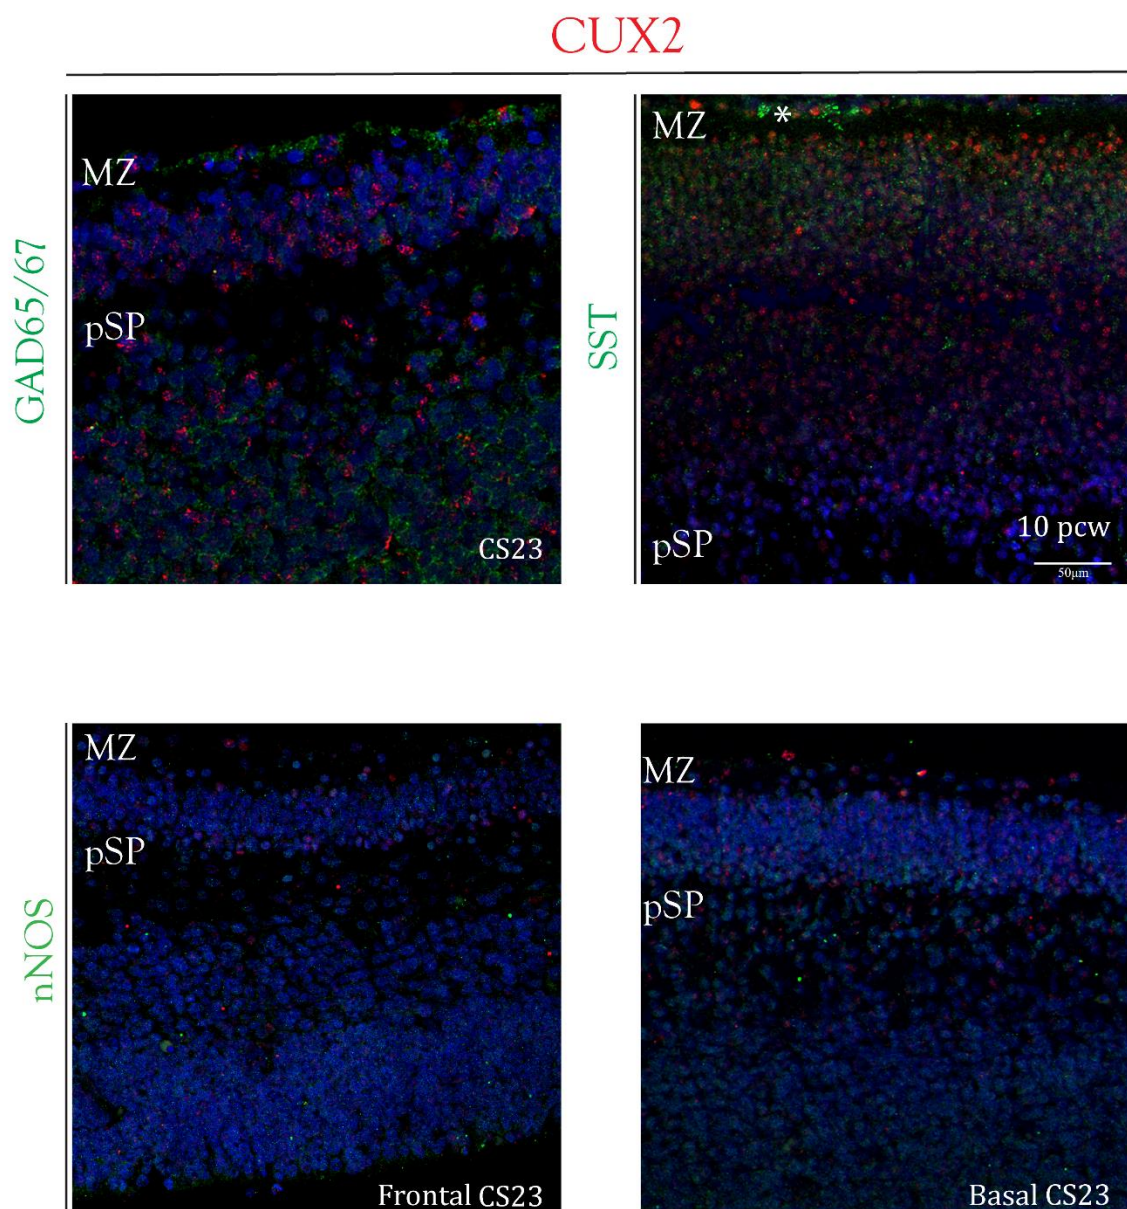 CUX2
GAD65/67
MZ
pSP
CS23
SST
MZ
*
pSP
10 pcw
50µm
nNOS
MZ
pSP
Frontal CS23
MZ
pSP
Basal CS23